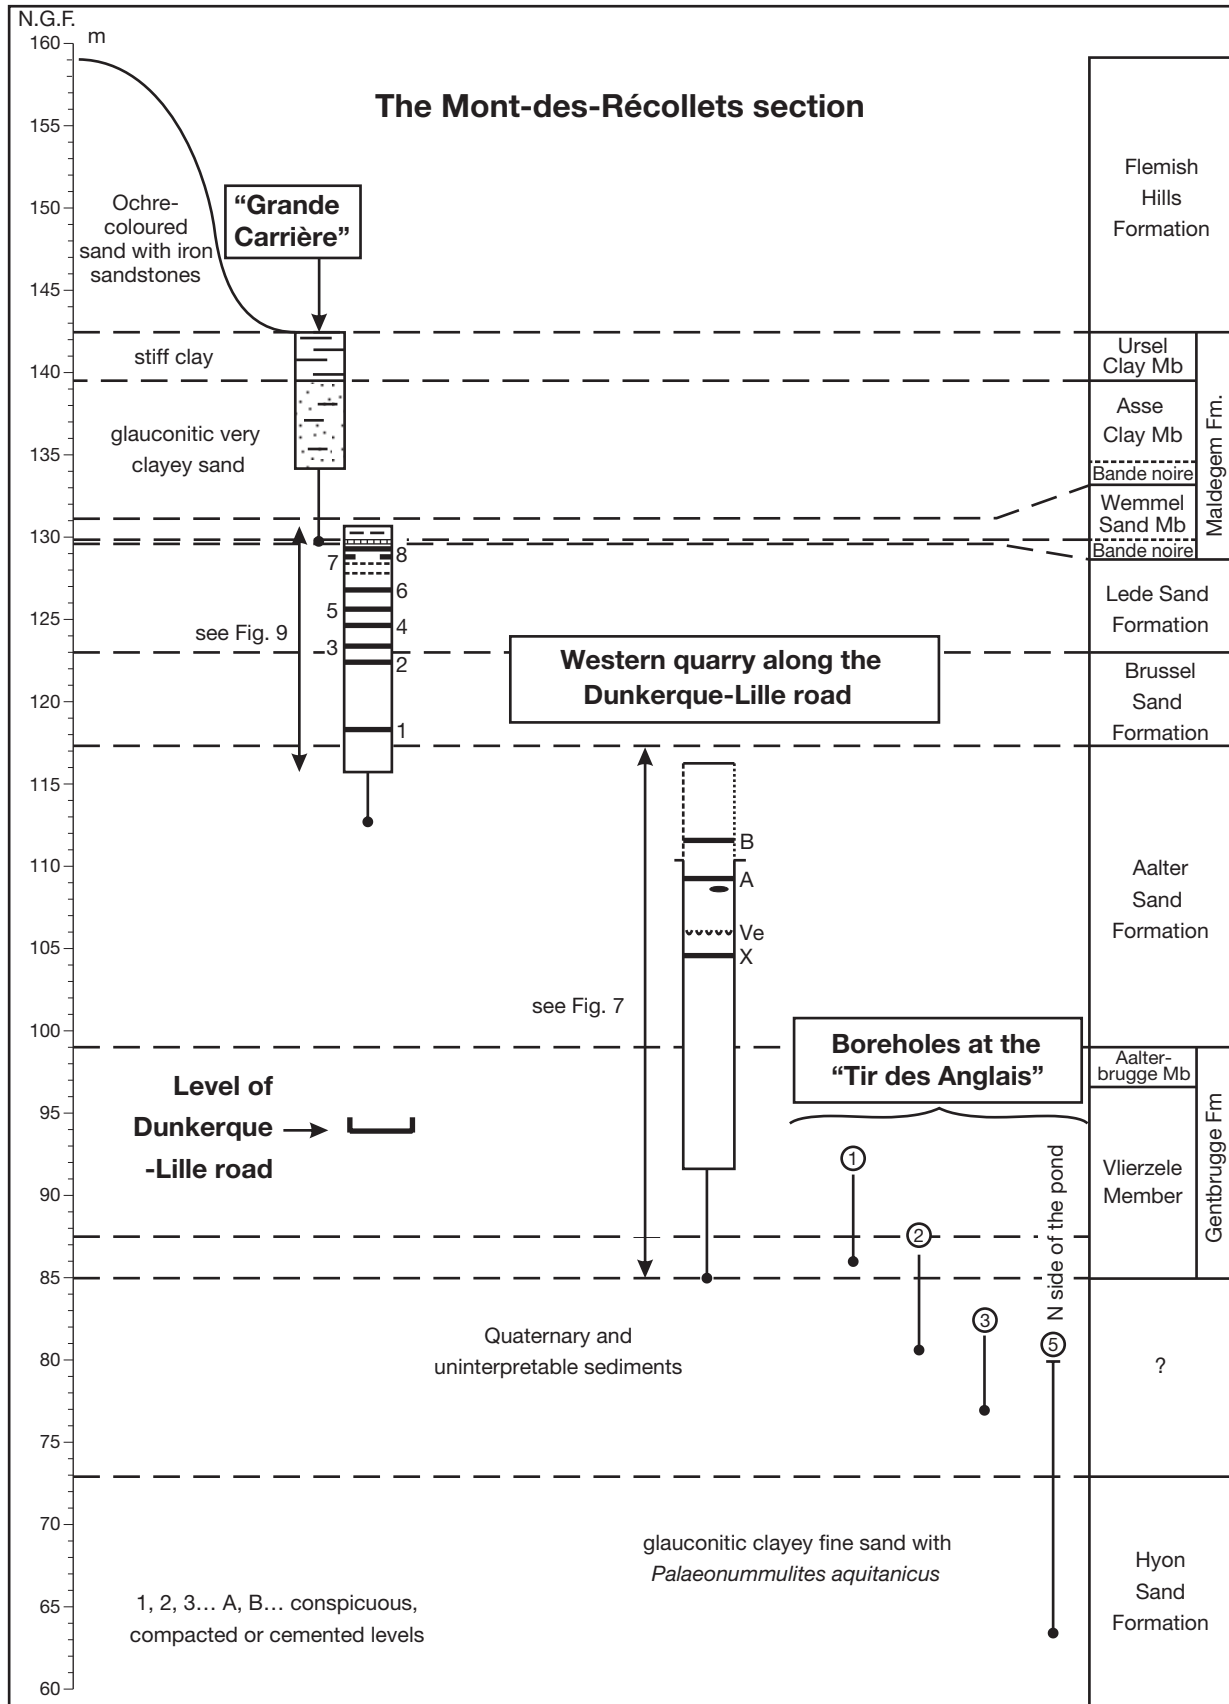 N.G.F.
m
160
155
150
145
140
135
130
125
120
115
110
105
100
95
90
85
80
75
70
65
60
The Mont-des-Récollets section
Ochre-
coloured
sand with iron
sandstones
“Grande
Carrière”
stiff clay
glauconitic very
clayey sand
see Fig. 9
8
7
6
5
4
3
2
1
Western quarry along the
Dunkerque-Lille road
see Fig. 7
B
A
Ve
X
Level of
Dunkerque
-Lille road
Boreholes at the
“Tir des Anglais”
1
2
3
5
N side of the pond
Quaternary and
uninterpretable sediments
glauconitic clayey fine sand with
Palaeonummulites aquitanicus
1, 2, 3… A, B… conspicuous,
compacted or cemented levels
Flemish
Hills
Formation
Ursel
Clay Mb
Asse
Clay Mb
Bande noire
Wemmel
Sand Mb
Bande noire
Maldegem Fm.
Lede Sand
Formation
Brussel
Sand
Formation
Aalter
Sand
Formation
Aalter-
brugge Mb
Vlierzele
Member
Gentbrugge Fm
?
Hyon
Sand
Formation